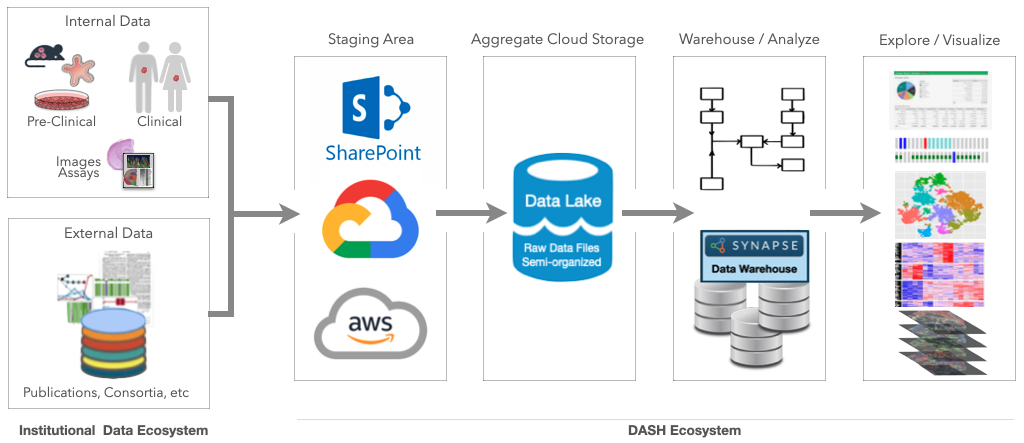 Internal Data
Pre-Clinical
Clinical
Images
Assays
External Data
Publications, Consortia, etc
Institutional Data Ecosystem
Staging Area
S
SharePoint
aws
Aggregate Cloud Storage
Data Lake
Raw Data Files
Semi-organized
Warehouse / Analyze
SYNAPSE
Data Warehouse
Explore / Visualize
DASH Ecosystem